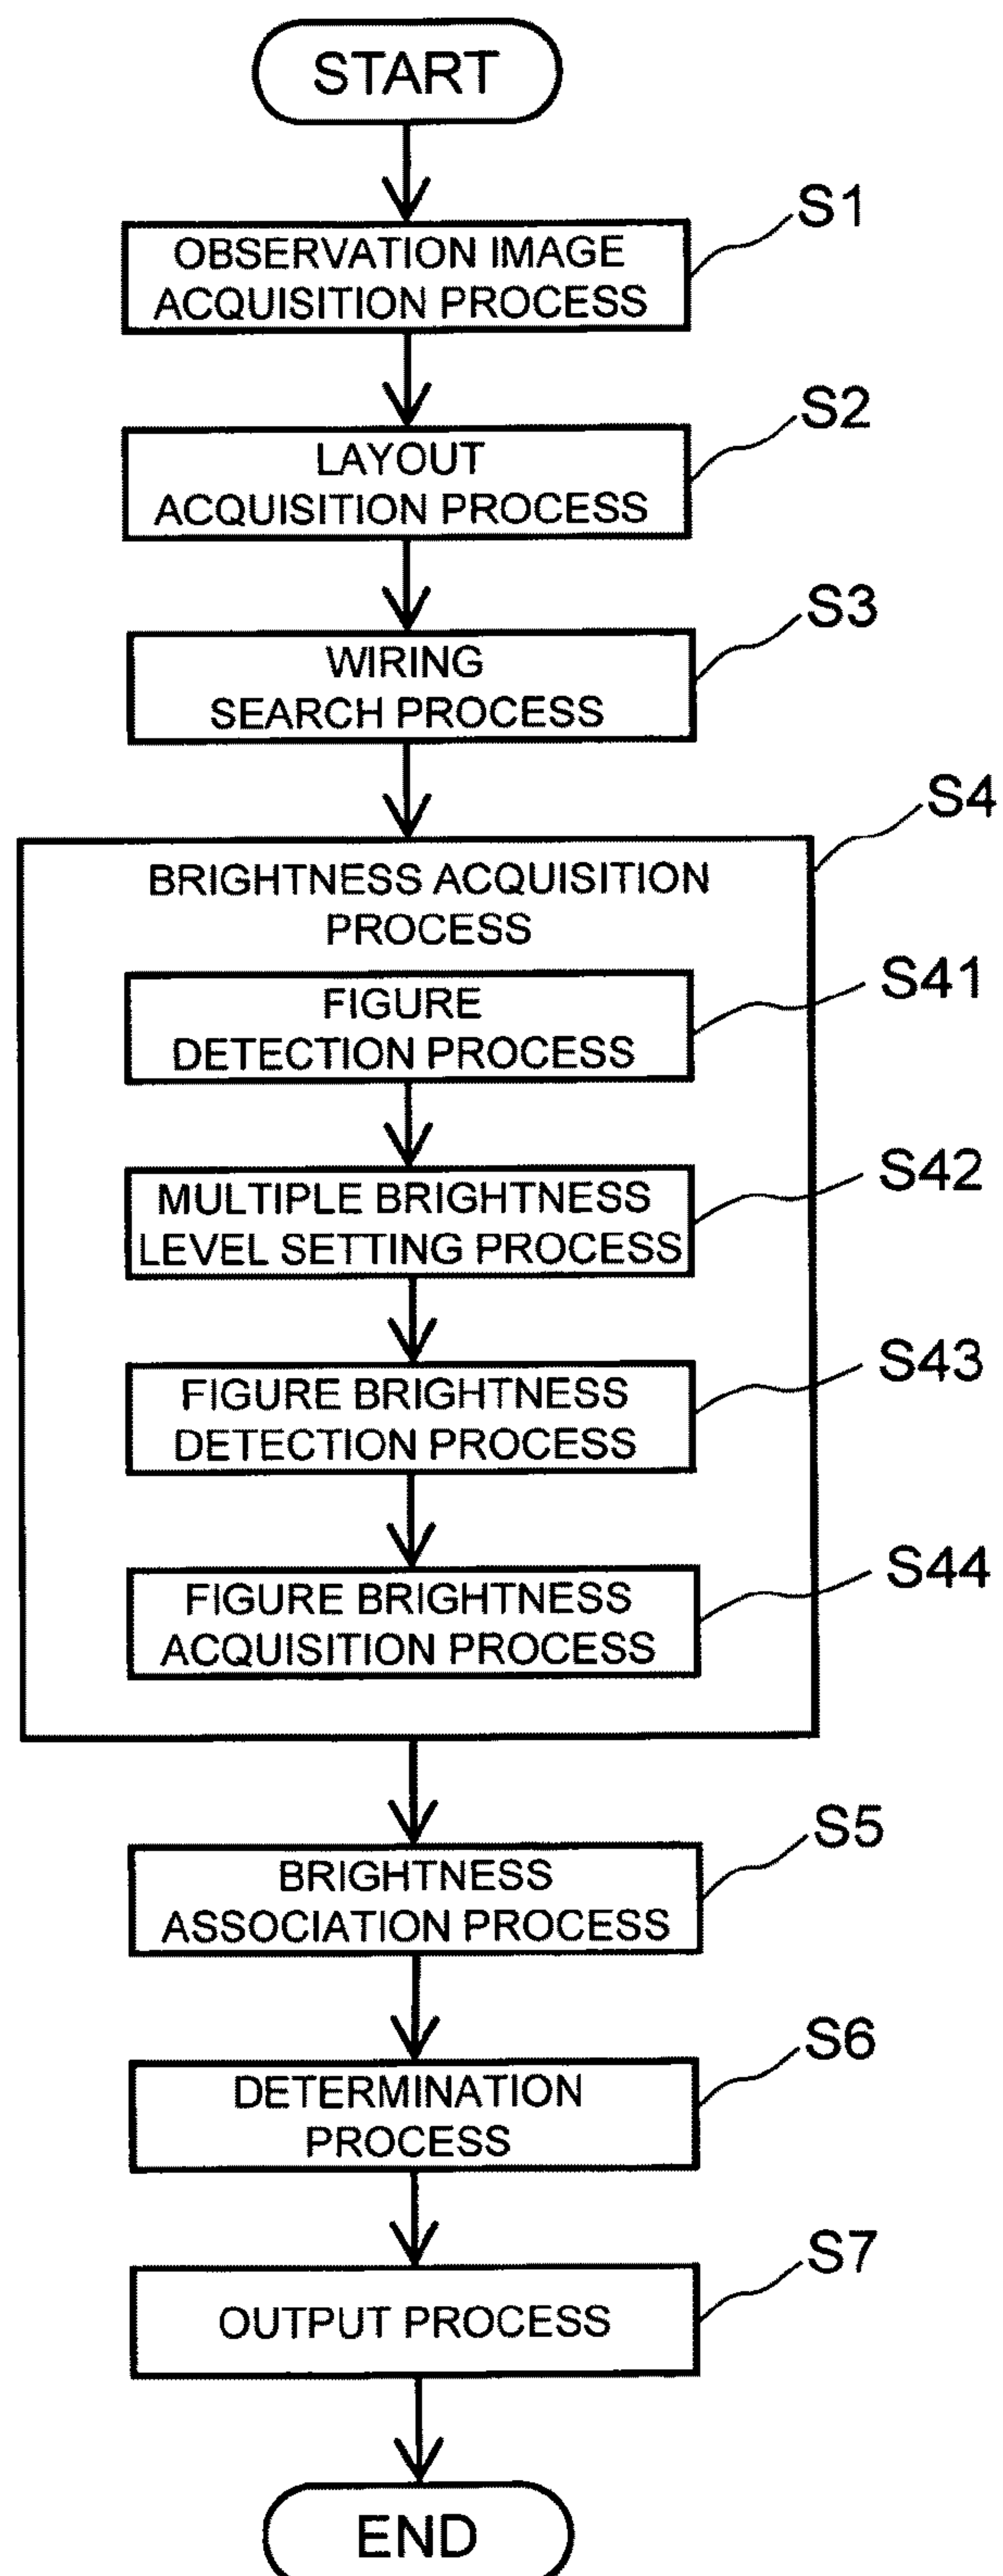 START
S1
OBSERVATION IMAGE
ACQUISITION PROCESS
S2
LAYOUT
ACQUISITION PROCESS
S3
WIRING
SEARCH PROCESS
S4
BRIGHTNESS ACQUISITION
PROCESS
S41
FIGURE
DETECTION PROCESS
S42
MULTIPLE BRIGHTNESS
LEVEL SETTING PROCESS
S43
FIGURE BRIGHTNESS
DETECTION PROCESS
S44
FIGURE BRIGHTNESS
ACQUISITION PROCESS
S5
BRIGHTNESS
ASSOCIATION PROCESS
S6
DETERMINATION
PROCESS
S7
OUTPUT PROCESS
END